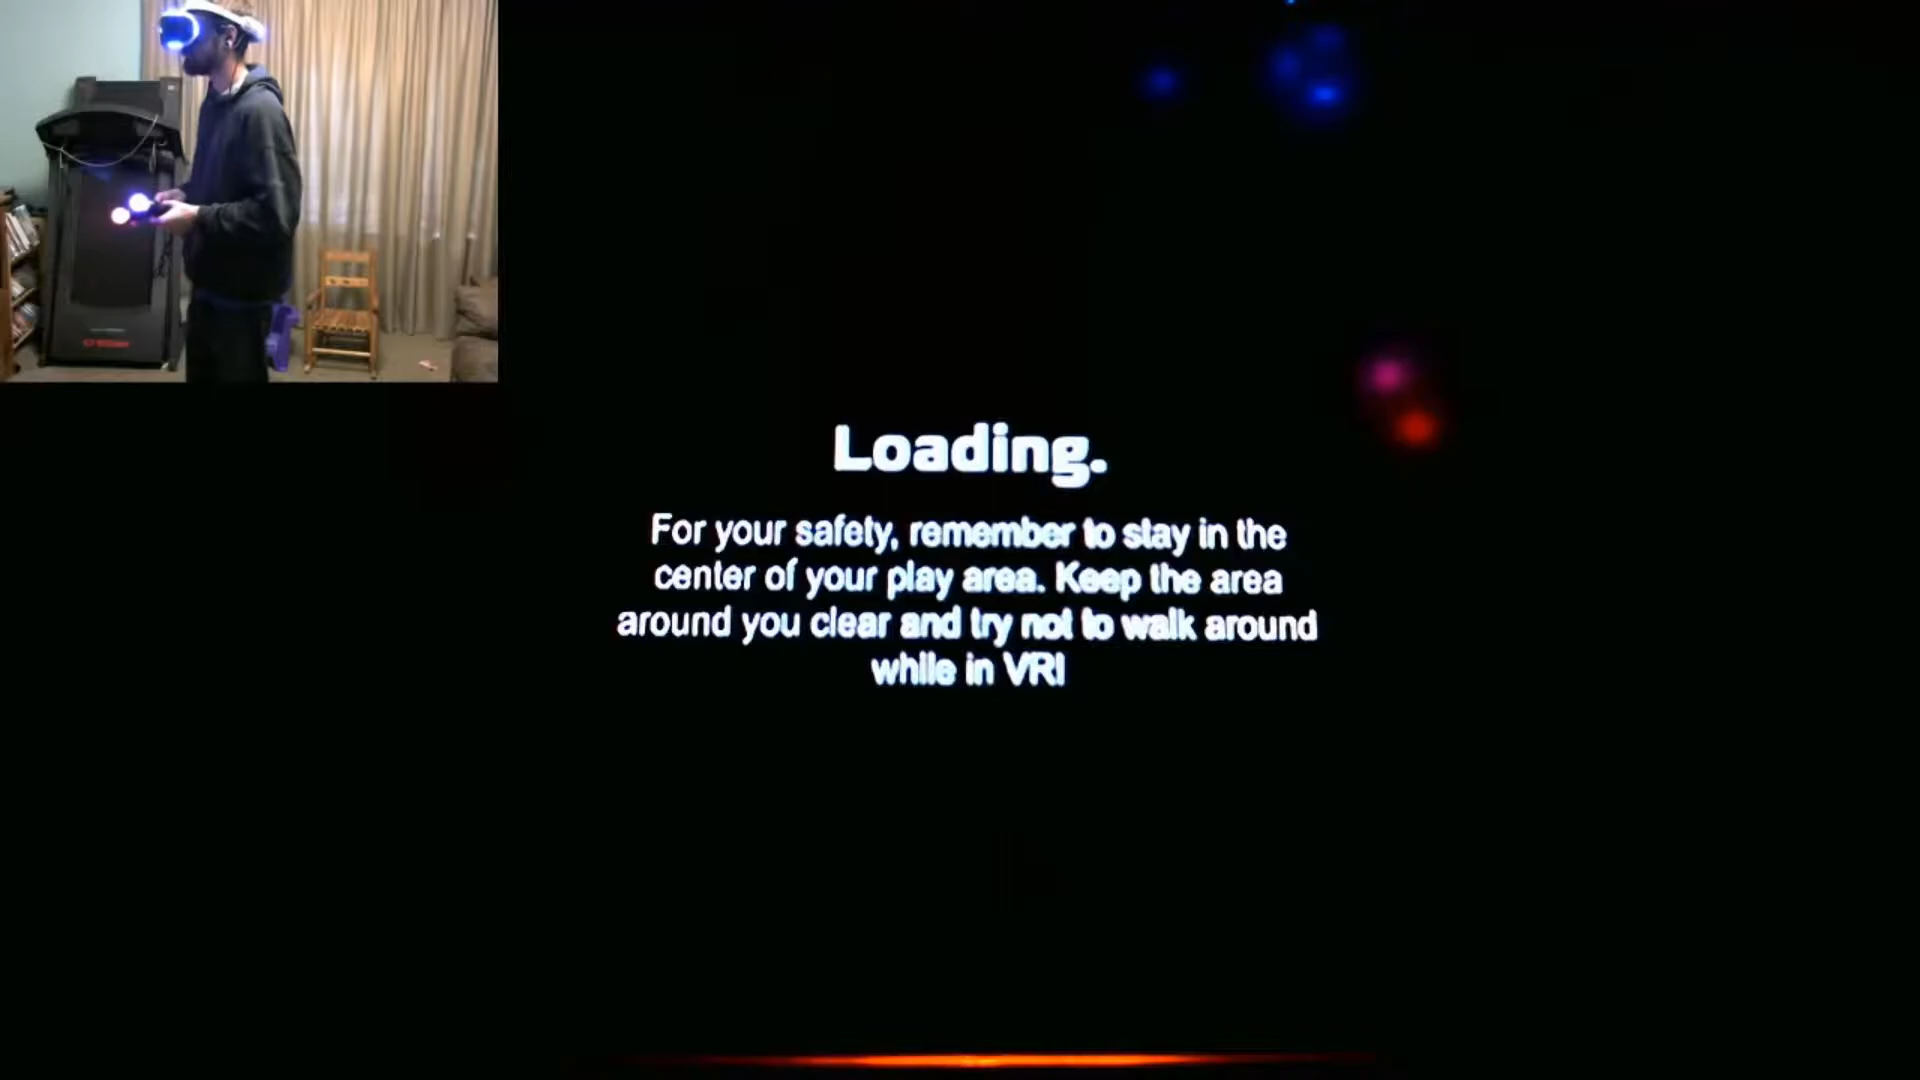 Loading.
For your safety, remember to stay in the
center of your play area. Keep the area
around you clear and try not to walk around
while in VR!